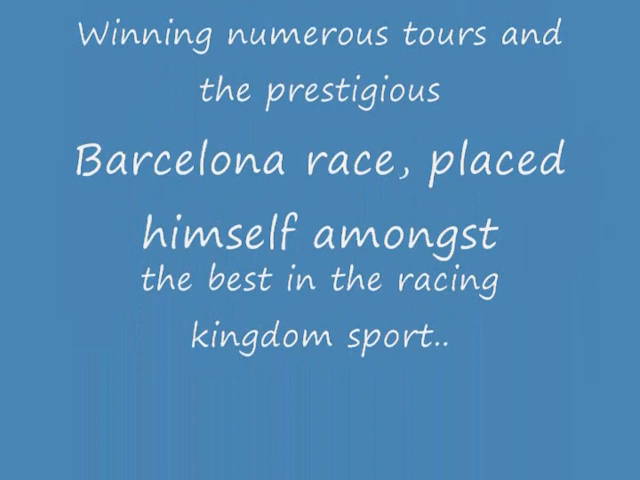 Winning numerous tours and
the prestigious
Barcelona race, placed
himself amongst
the best in the racing
kingdom sport..